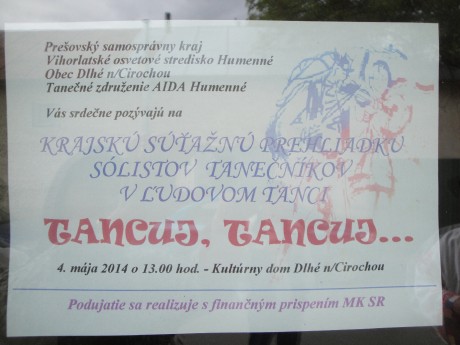 Prešovský samosprávny kraj
Vihorlatské osvetové stredisko Humenné
Obec Dlhé n/Cirochou
Tanečné združenie AIDA Humenné
Vás srdečne pozývajú na
KRAJSKÚ SÚŤAŽNÚ PREHLIADKU
SÓLISTOV TANEČNÍKOV
V ĽUDOVOM TANCI
TANCUJ, TANCUJ...
4. mája 2014 o 13.00 hod. - Kultúrny dom Dlhé n/Cirochou
Podujatie sa realizuje s finančným prispením MK SR